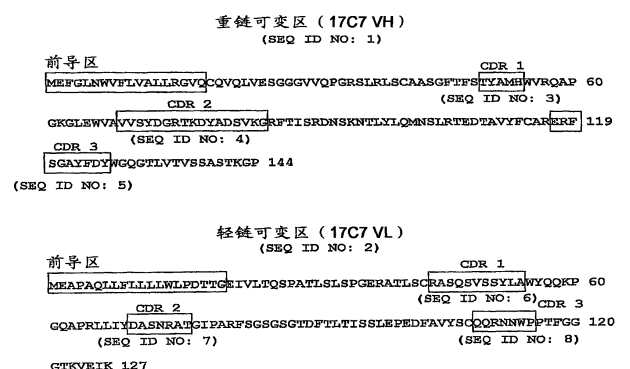 重链可变区（17C7 VH）
(SEQ ID NO: 1)
前导区
CDR 1
MEFGLNWVFLVALLRGVQCQVQLVESGGGVVQPGRSLRLSCAASGFTFSTYAMHWVRQAP 60
CDR 2 (SEQ ID NO: 3)
GKGLEWVAVVSYDGRTKDYADSVKGRFTISRDNSKNTLYLQMNSLRTEDTAVYFCARERF 119
CDR 3 (SEQ ID NO: 4)
SGAYFDYWGQGTLVTVSSASTKGP 144
(SEQ ID NO: 5)
轻链可变区（17C7 VL）
(SEQ ID NO: 2)
前导区
CDR 1
MEAPAQLLFLLLLWLPDTTGEIVLTQSPATLSLSPGERATLSCRASQSVSSYLAWYQQKP 60
CDR 2 (SEQ ID NO: 6) CDR 3
GQAPRLLIYDASNRATGIPARFSGSGSGTDFTLTISSLEPEDFAVYSCQQRNNWPPTFGG 120
(SEQ ID NO: 7) (SEQ ID NO: 8)
GTKVEIK 127